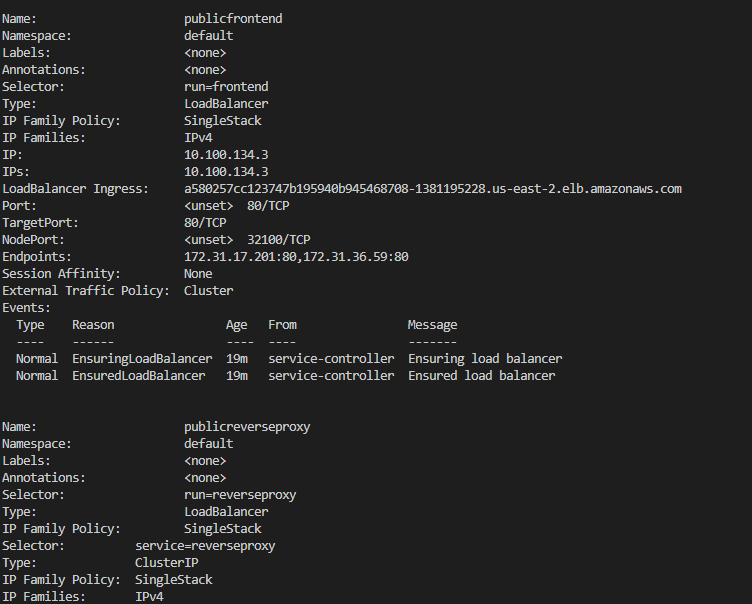 Name: publicfrontend
Namespace: default
Labels: <none>
Annotations: <none>
Selector: run=frontend
Type: LoadBalancer
IP Family Policy: SingleStack
IP Families: IPv4
IP: 10.100.134.3
IPs: 10.100.134.3
LoadBalancer Ingress: a580257cc123747b195940b945468708-1381195228.us-east-2.elb.amazonaws.com
Port: <unset> 80/TCP
TargetPort: 80/TCP
NodePort: <unset> 32100/TCP
Endpoints: 172.31.17.201:80,172.31.36.59:80
Session Affinity: None
External Traffic Policy: Cluster
Events:
Type Reason Age From Message
---- ------ ---- ---- -------
Normal EnsuringLoadBalancer 19m service-controller Ensuring load balancer
Normal EnsuredLoadBalancer 19m service-controller Ensured load balancer
Name: publicreverseproxy
Namespace: default
Labels: <none>
Annotations: <none>
Selector: run=reverseproxy
Type: LoadBalancer
IP Family Policy: SingleStack
Selector: service=reverseproxy
Type: ClusterIP
IP Family Policy: SingleStack
IP Families: IPv4